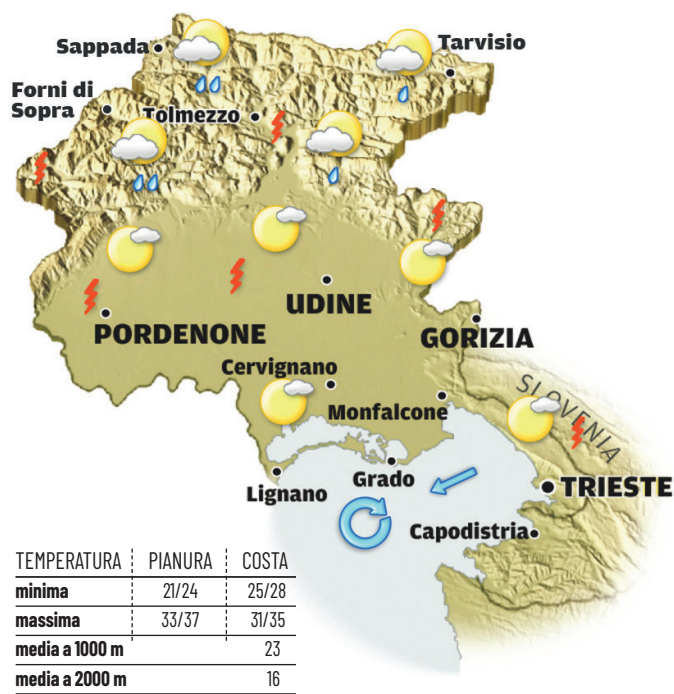 Sappada
Tarvisio
Forni di
Sopra
Tolmezzo
UDINE
PORDENONE
GORIZIA
Cervignano
SLOVENIA
Monfalcone
Grado
Lignano
TRIESTE
Capodistria
TEMPERATURA PIANURA COSTA
minima 21/24 25/28
massima 33/37 31/35
media a 1000 m 23
media a 2000 m 16